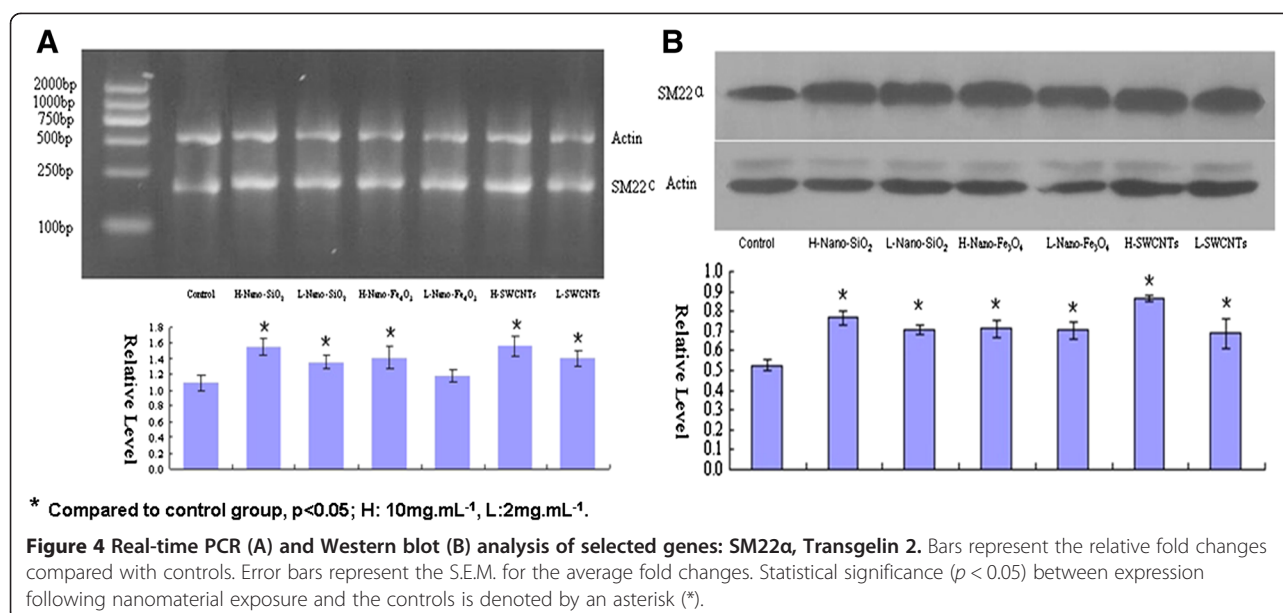 A
2000bp
1000bp
750bp
500bp
250bp
100bp
Actin
SM22c
Control H-Nano-SiO2 L-Nano-SiO2 H-Nano-Fe3O4 L-Nano-Fe3O4 H-SWCNTs L-SWCNTs
Relative Level
1.8
1.6
1.4
1.2
1.0
0.8
0.6
0.4
0.2
0.0
* * * * *
B
SM22α
Actin
Control H-Nano-SiO₂ L-Nano-SiO₂ H-Nano-Fe₃O₄ L-Nano-Fe₃O₄ H-SWCNTs L-SWCNTs
Relative Level
1.0
0.9
0.8
0.7
0.6
0.5
0.4
0.3
0.2
0.1
0.0
* * * * * *
* Compared to control group, p<0.05; H: 10mg.mL⁻¹, L:2mg.mL⁻¹.
Figure 4 Real-time PCR (A) and Western blot (B) analysis of selected genes: SM22α, Transgelin 2. Bars represent the relative fold changes
compared with controls. Error bars represent the S.E.M. for the average fold changes. Statistical significance (p < 0.05) between expression
following nanomaterial exposure and the controls is denoted by an asterisk (*).